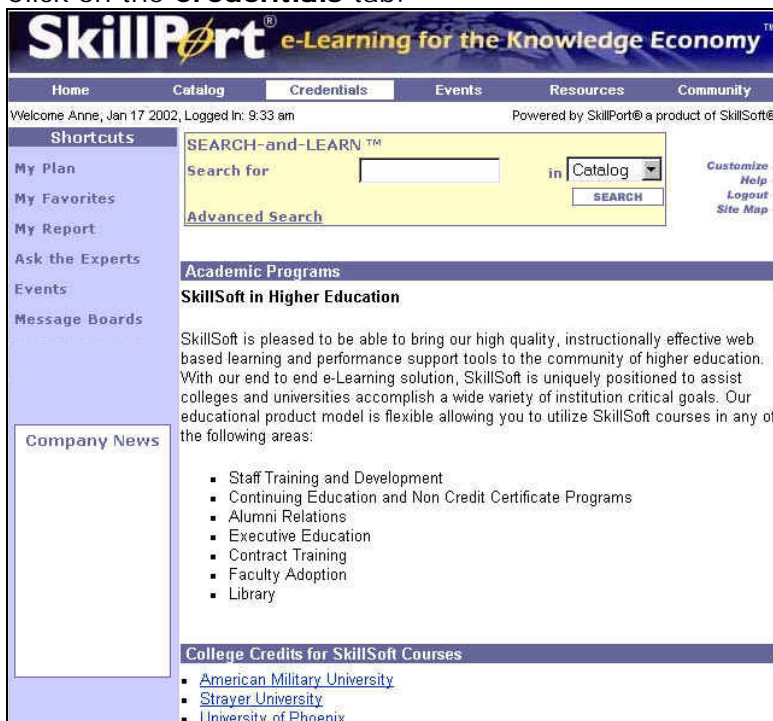 Click on the Credentials tab.
SkillPort® e-Learning for the Knowledge Economy™
Home Catalog Credentials Events Resources Community
Welcome Anne, Jan 17 2002, Logged In: 9:33 am Powered by SkillPort® a product of SkillSoft®
Shortcuts
My Plan
My Favorites
My Report
Ask the Experts
Events
Message Boards
Company News
SEARCH-and-LEARN ™
Search for in Catalog
SEARCH
Advanced Search
Customize
Help
Logout
Site Map
Academic Programs
SkillSoft in Higher Education
SkillSoft is pleased to be able to bring our high quality, instructionally effective web
based learning and performance support tools to the community of higher education.
With our end to end e-Learning solution, SkillSoft is uniquely positioned to assist
colleges and universities accomplish a wide variety of institution critical goals. Our
educational product model is flexible allowing you to utilize SkillSoft courses in any of
the following areas:
▪ Staff Training and Development
▪ Continuing Education and Non Credit Certificate Programs
▪ Alumni Relations
▪ Executive Education
▪ Contract Training
▪ Faculty Adoption
▪ Library
College Credits for SkillSoft Courses
▪ American Military University
▪ Strayer University
▪ University of Phoenix